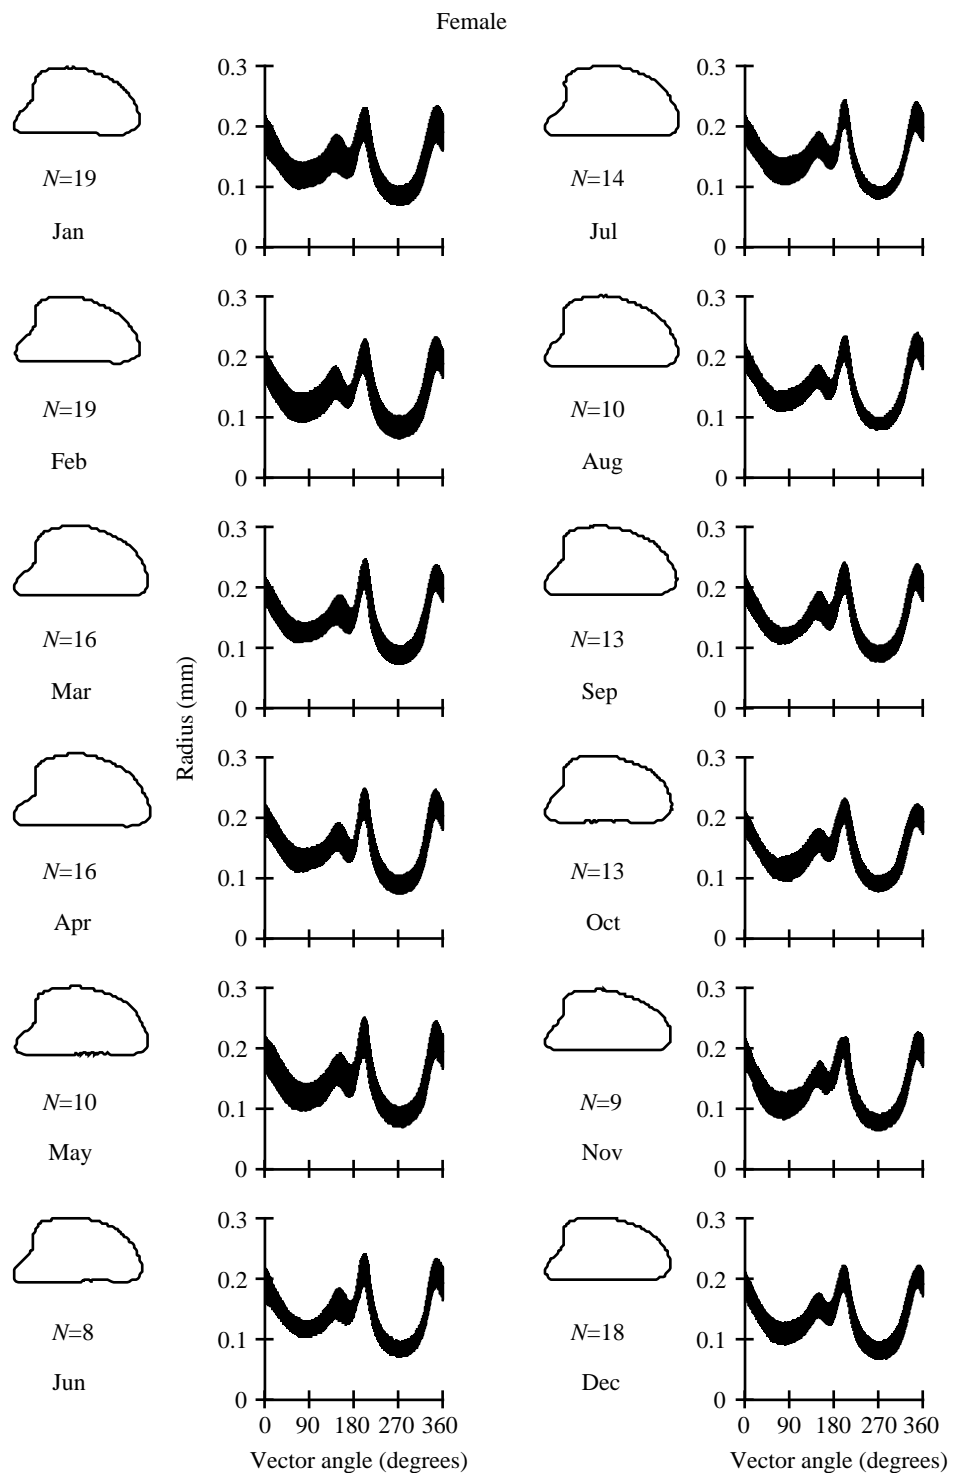 Female
0.3
0.2
0.1
0
N=19
Jan
0.3
0.2
0.1
0
N=14
Jul
0.3
0.2
0.1
0
N=19
Feb
0.3
0.2
0.1
0
N=10
Aug
0.3
0.2
0.1
0
N=16
Mar
0.3
0.2
0.1
0
N=13
Sep
Radius (mm)
0.3
0.2
0.1
0
N=16
Apr
0.3
0.2
0.1
0
N=13
Oct
0.3
0.2
0.1
0
N=10
May
0.3
0.2
0.1
0
N=9
Nov
0.3
0.2
0.1
0
N=8
Jun
0.3
0.2
0.1
0
N=18
Dec
0 90 180 270 360
Vector angle (degrees)
0 90 180 270 360
Vector angle (degrees)